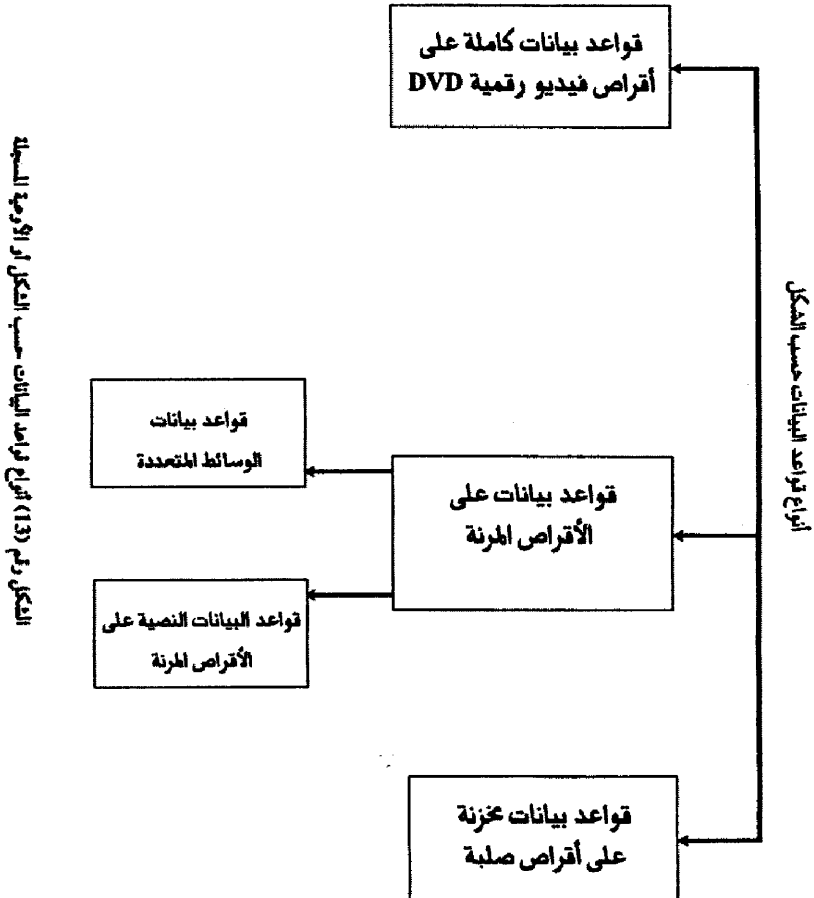 أنواع قواعد البيانات حسب الشكل
قواعد بيانات كاملة على
أقراص فيديو رقمية DVD
قواعد بيانات على
الأقراص المرنة
قواعد بيانات
الوسائط المتعددة
قواعد البيانات النصية على
الأقراص المرنة
قواعد بيانات مخزنة
على أقراص صلبة
الشكل رقم (13) أنواع قواعد البيانات حسب الشكل أو الأوعية المسجلة